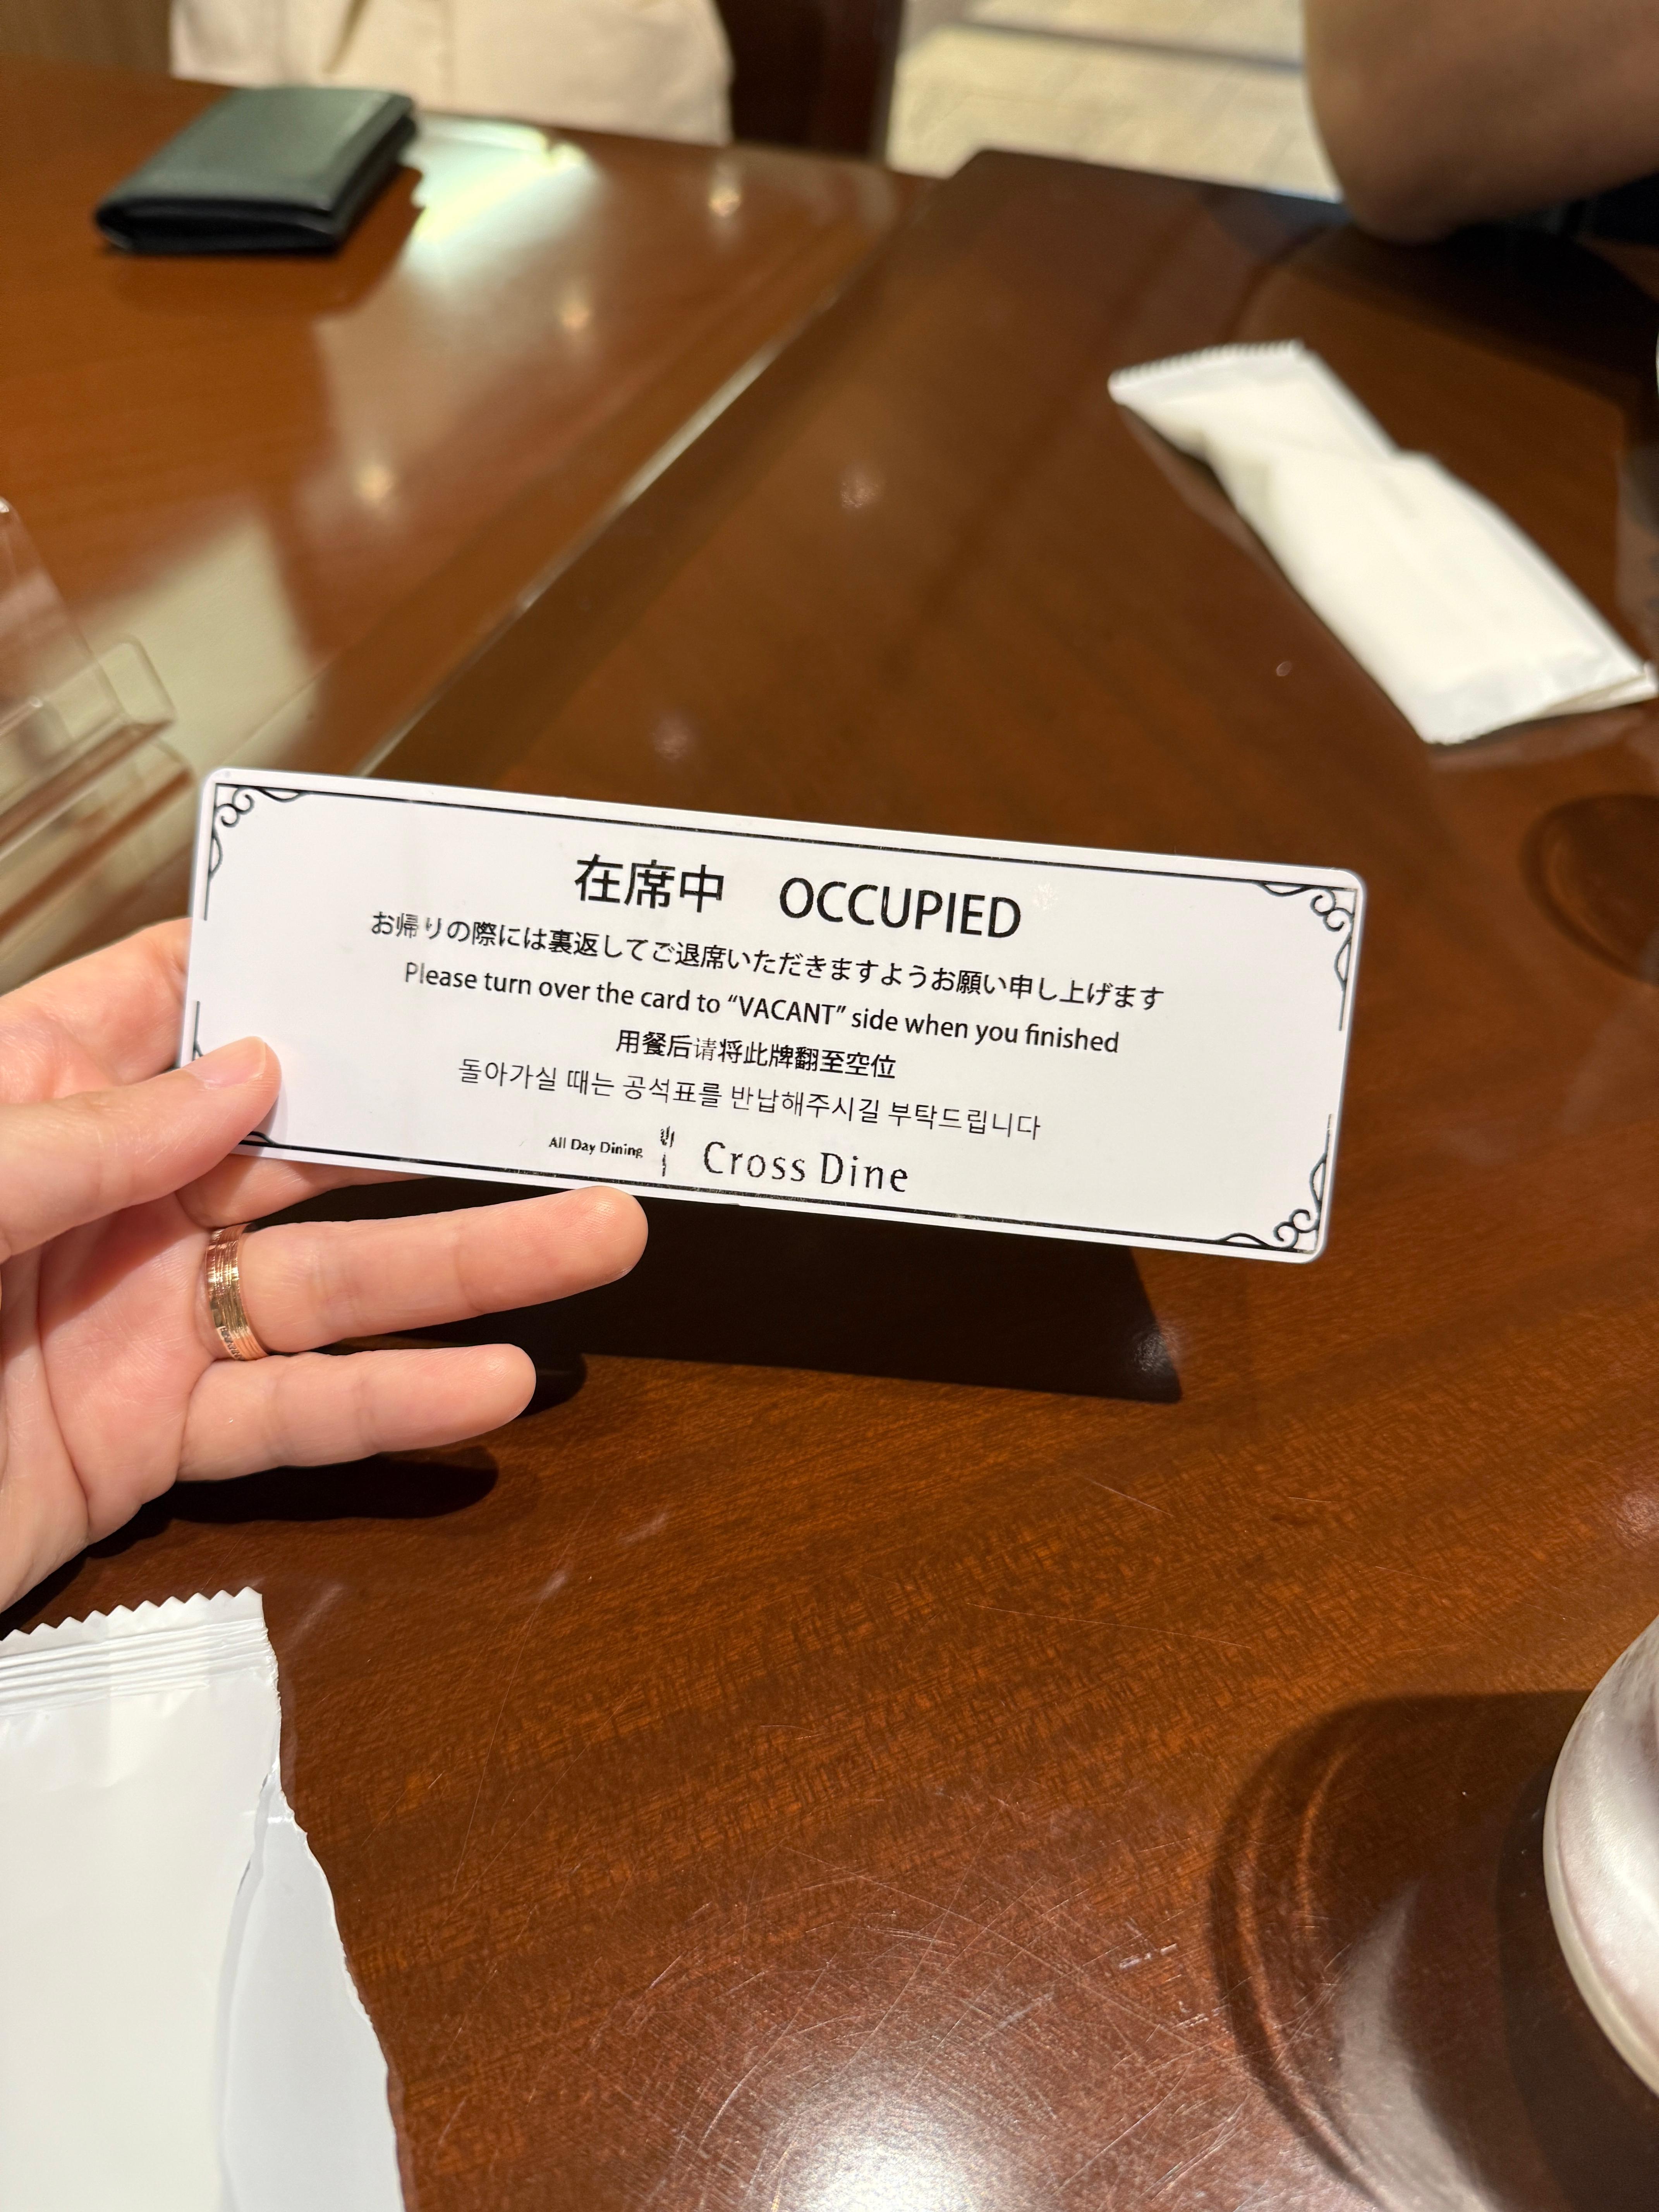 在席中 OCCUPIED
お帰りの際には裏返してご退席いただきますようお願い申し上げます
Please turn over the card to “VACANT” side when you finished
用餐后请将此牌翻至空位
돌아가실 때는 공석표를 반납해주시길 부탁드립니다
All Day Dining Cross Dine